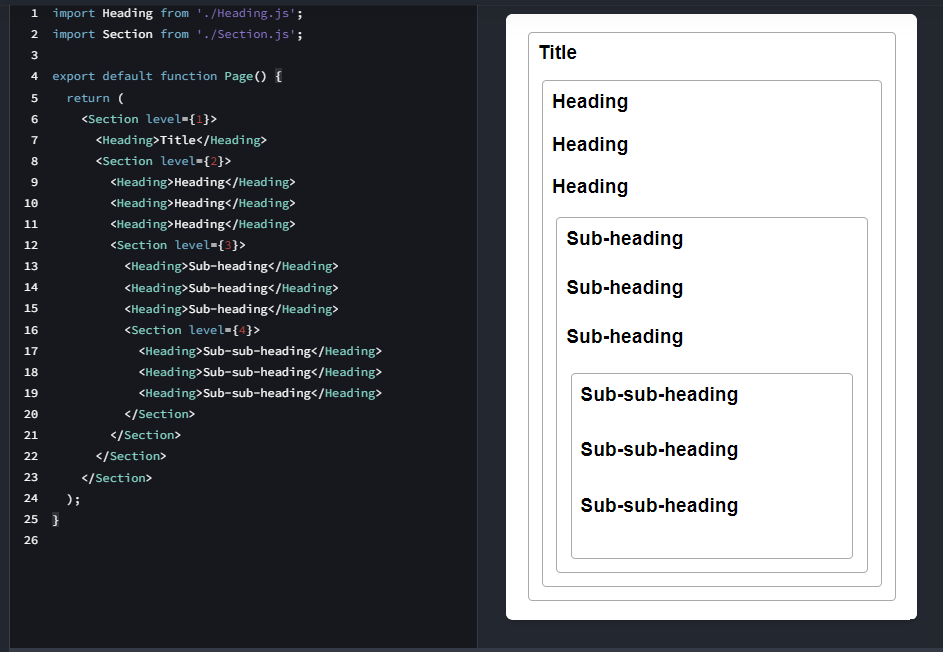 1 import Heading from './Heading.js';
2 import Section from './Section.js';
3
4 export default function Page() {
5   return (
6     <Section level={1}>
7       <Heading>Title</Heading>
8       <Section level={2}>
9         <Heading>Heading</Heading>
10         <Heading>Heading</Heading>
11         <Heading>Heading</Heading>
12         <Section level={3}>
13           <Heading>Sub-heading</Heading>
14           <Heading>Sub-heading</Heading>
15           <Heading>Sub-heading</Heading>
16           <Section level={4}>
17             <Heading>Sub-sub-heading</Heading>
18             <Heading>Sub-sub-heading</Heading>
19             <Heading>Sub-sub-heading</Heading>
20           </Section>
21         </Section>
22       </Section>
23     </Section>
24   );
25 }
26
Title
Heading
Heading
Heading
Sub-heading
Sub-heading
Sub-heading
Sub-sub-heading
Sub-sub-heading
Sub-sub-heading